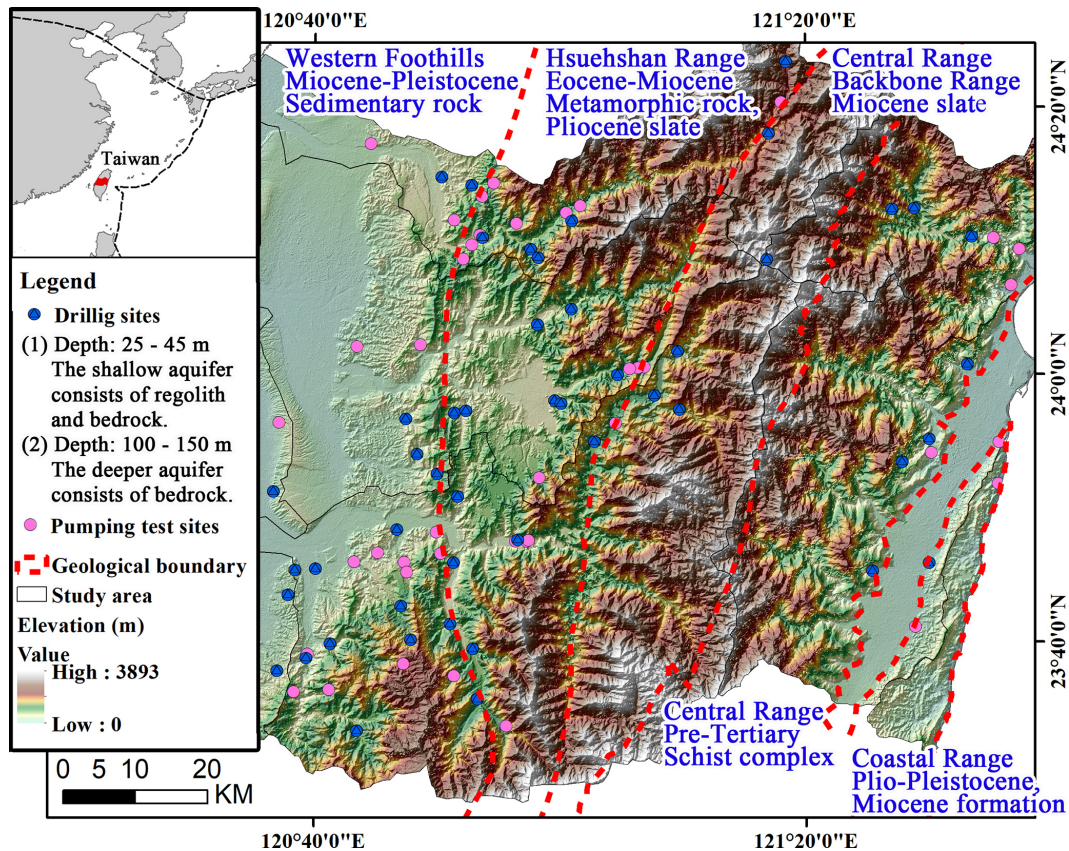 120°40'0"E
121°20'0"E
Western Foothills
Miocene-Pleistocene
Sedimentary rock
Hsuehshan Range
Eocene-Miocene
Metamorphic rock,
Pliocene slate
Central Range
Backbone Range
Miocene slate
24°20'0"N
24°0'0"N
23°40'0"N
Taiwan
Legend
Drillig sites
(1) Depth: 25 - 45 m
The shallow aquifer
consists of regolith
and bedrock.
(2) Depth: 100 - 150 m
The deeper aquifer
consists of bedrock.
Pumping test sites
Geological boundary
Study area
Elevation (m)
Value
High : 3893
Low : 0
0 5 10 20
KM
Central Range
Pre-Tertiary
Schist complex
Coastal Range
Plio-Pleistocene,
Miocene formation
120°40'0"E
121°20'0"E